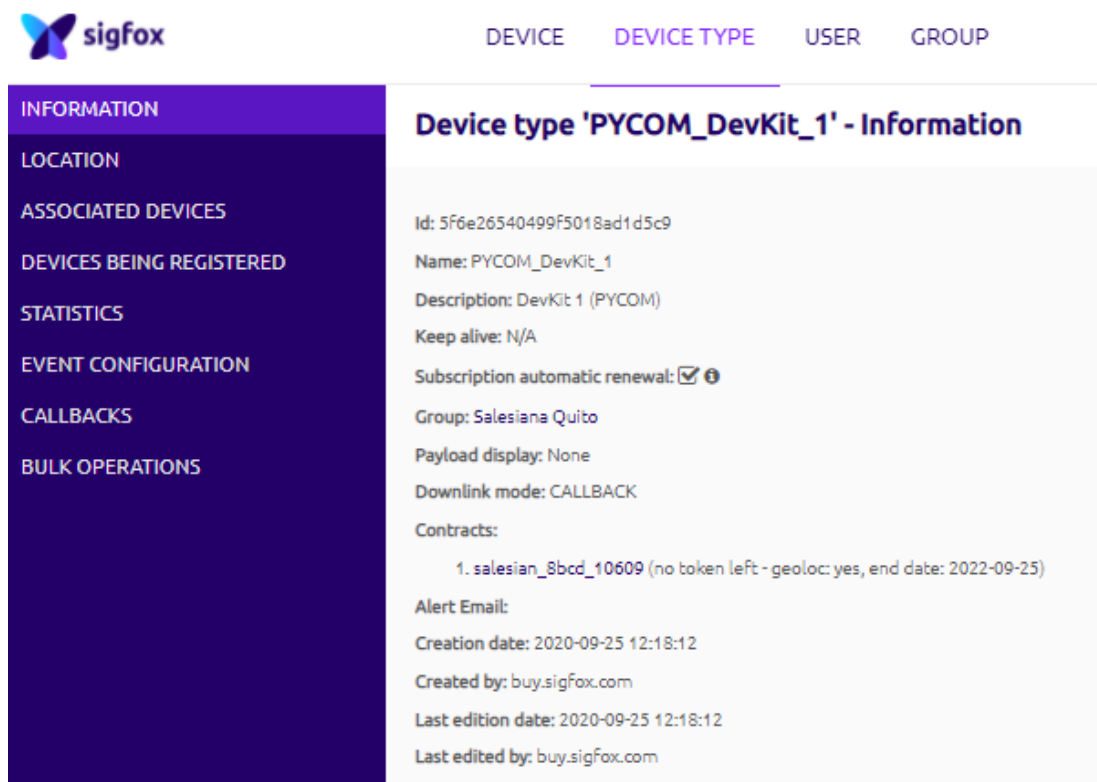 sigfox
DEVICE DEVICE TYPE USER GROUP
INFORMATION
LOCATION
ASSOCIATED DEVICES
DEVICES BEING REGISTERED
STATISTICS
EVENT CONFIGURATION
CALLBACKS
BULK OPERATIONS
Device type 'PYCOM_DevKit_1' - Information
Id: 5f6e26540499f5018ad1d5c9
Name: PYCOM_DevKit_1
Description: DevKit 1 (PYCOM)
Keep alive: N/A
Subscription automatic renewal:
Group: Salesiana Quito
Payload display: None
Downlink mode: CALLBACK
Contracts:
1. salesian_8bcd_10609 (no token left - geoloc: yes, end date: 2022-09-25)
Alert Email:
Creation date: 2020-09-25 12:18:12
Created by: buy.sigfox.com
Last edition date: 2020-09-25 12:18:12
Last edited by: buy.sigfox.com